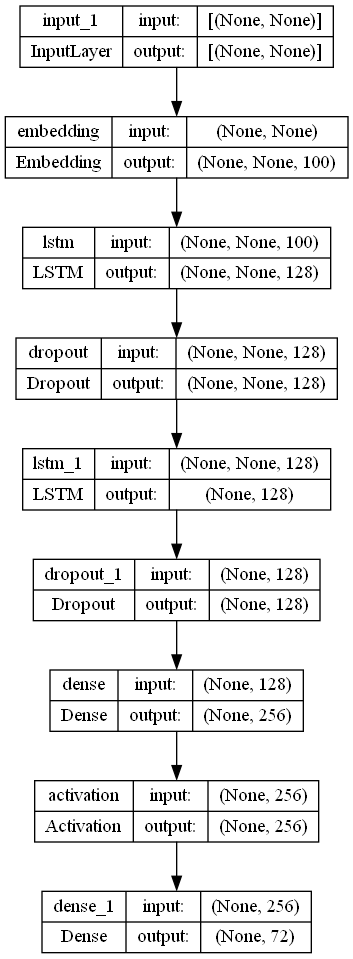 input_1 input: [(None, None)]
InputLayer output: [(None, None)]
embedding input: (None, None)
Embedding output: (None, None, 100)
lstm input: (None, None, 100)
LSTM output: (None, None, 128)
dropout input: (None, None, 128)
Dropout output: (None, None, 128)
lstm_1 input: (None, None, 128)
LSTM output: (None, 128)
dropout_1 input: (None, 128)
Dropout output: (None, 128)
dense input: (None, 128)
Dense output: (None, 256)
activation input: (None, 256)
Activation output: (None, 256)
dense_1 input: (None, 256)
Dense output: (None, 72)